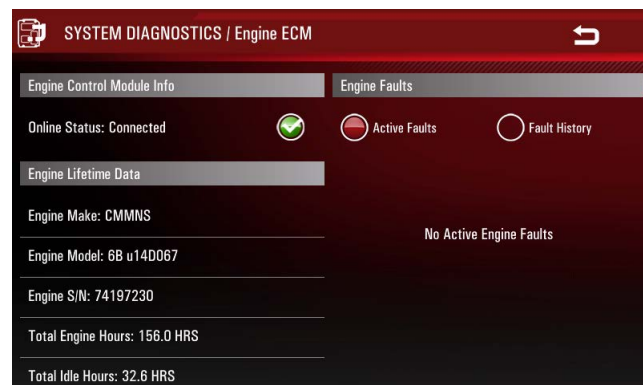 SYSTEM DIAGNOSTICS / Engine ECM
Engine Control Module Info
Online Status: Connected
Engine Lifetime Data
Engine Make: CMMNS
Engine Model: 6B u14D067
Engine S/N: 74197230
Total Engine Hours: 156.0 HRS
Total Idle Hours: 32.6 HRS
Engine Faults
Active Faults
Fault History
No Active Engine Faults